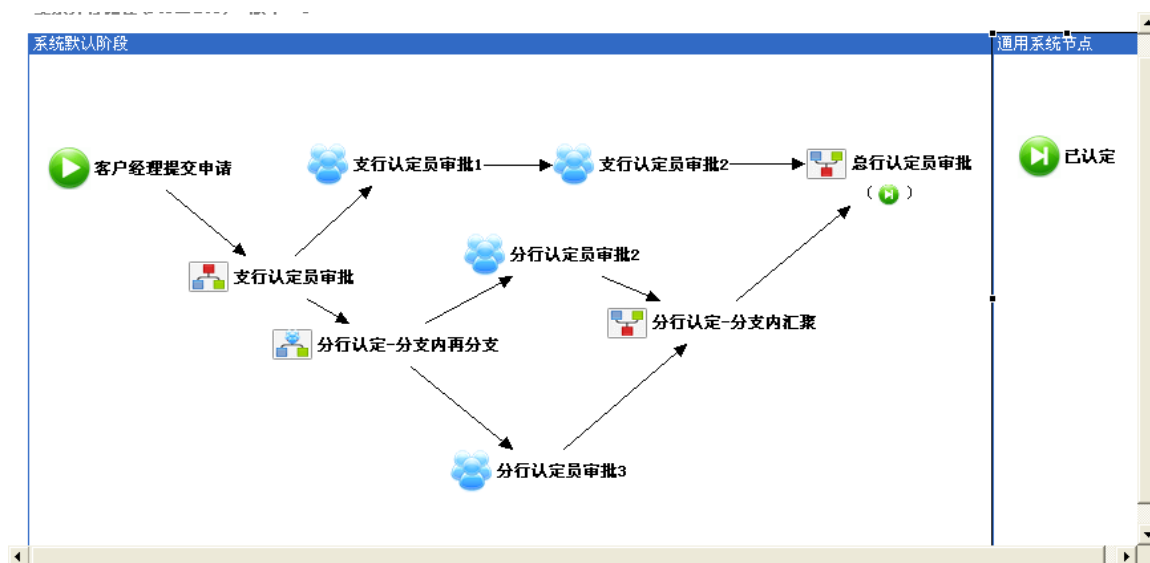 系统默认阶段
通用系统节点
客户经理提交申请
支行认定员审批1
支行认定员审批2
总行认定员审批
（ ）
已认定
支行认定员审批
分行认定员审批2
分行认定-分支内再分支
分行认定-分支内汇聚
分行认定员审批3